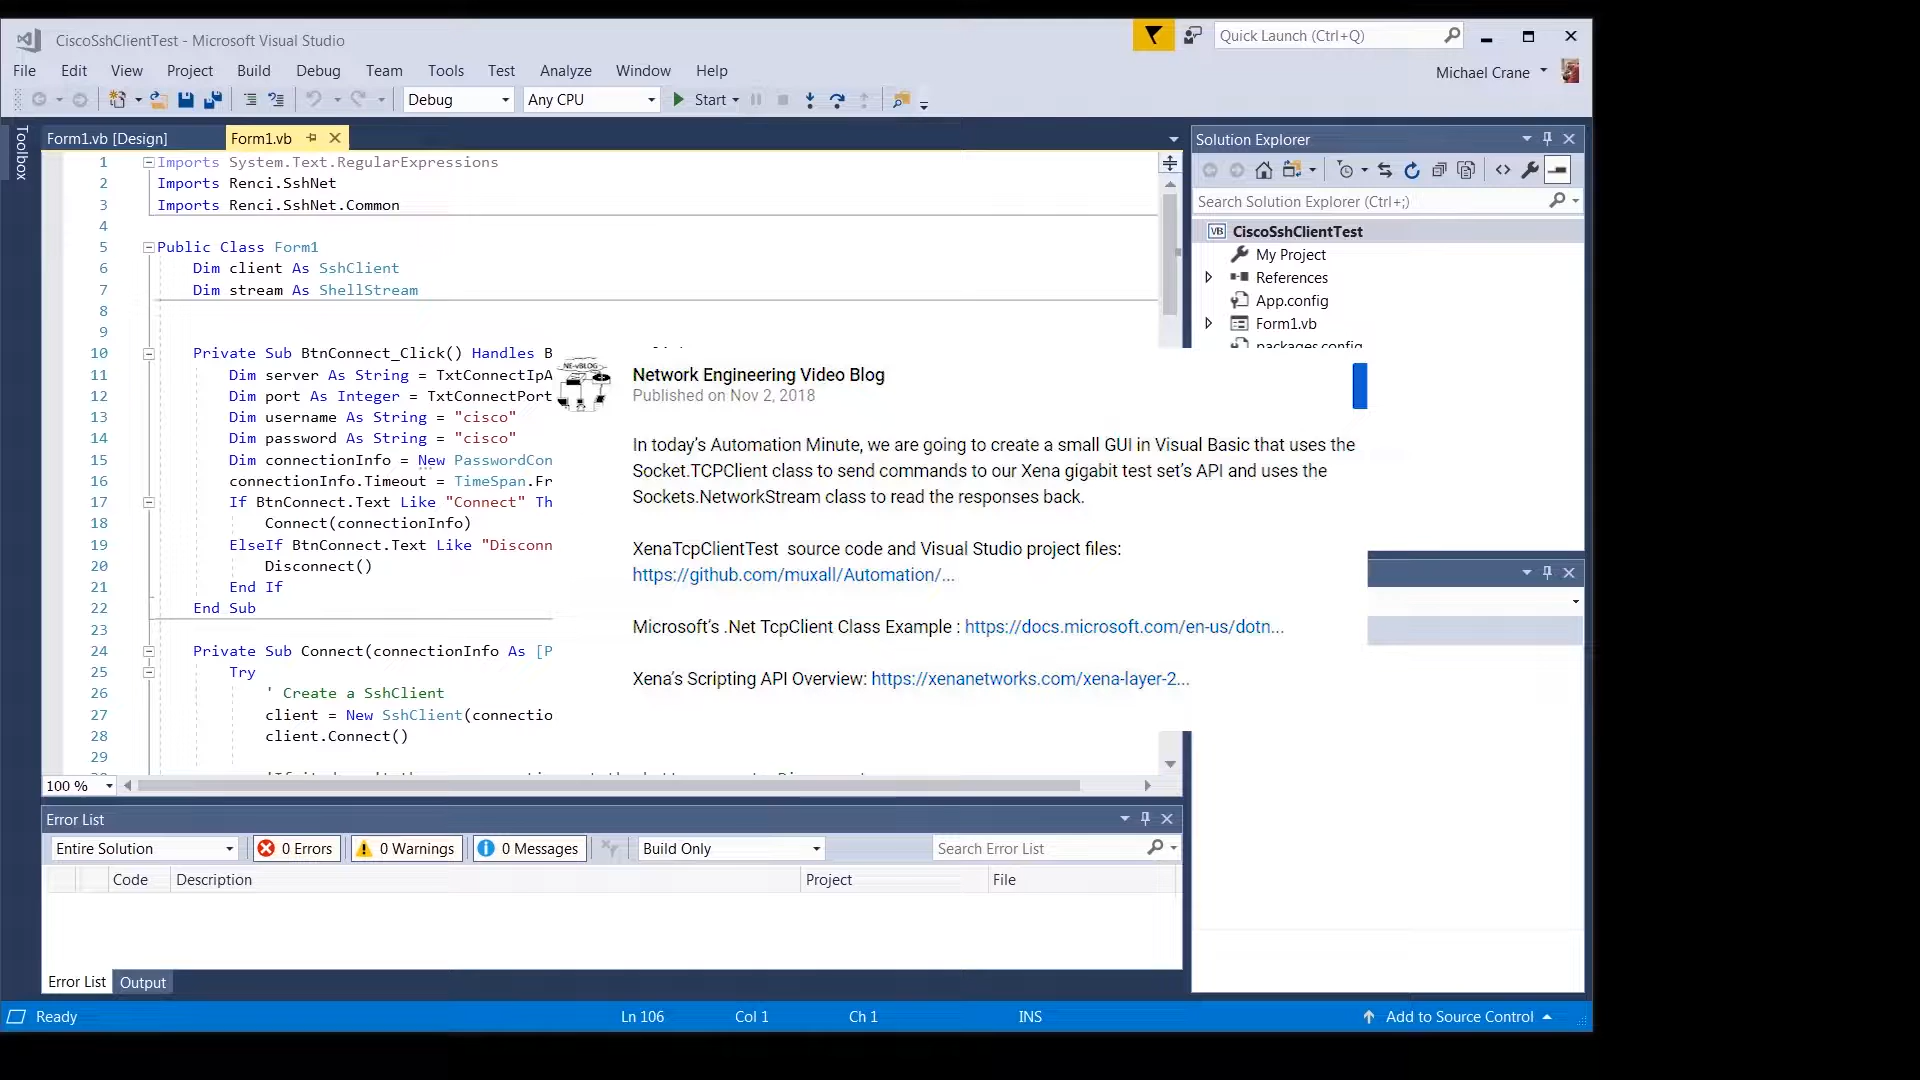 CiscoSshClientTest - Microsoft Visual Studio
Quick Launch (Ctrl+Q)
File Edit View Project Build Debug Team Tools Test Analyze Window Help
Michael Crane
Debug Any CPU Start
Toolbox
Form1.vb [Design] Form1.vb
1 Imports System.Text.RegularExpressions
2 Imports Renci.SshNet
3 Imports Renci.SshNet.Common
4
5 Public Class Form1
6 Dim client As SshClient
7 Dim stream As ShellStream
8
9
10 Private Sub BtnConnect_Click() Handles B
11 Dim server As String = TxtConnectIpA
12 Dim port As Integer = TxtConnectPort
13 Dim username As String = "cisco"
14 Dim password As String = "cisco"
15 Dim connectionInfo = New PasswordCon
16 connectionInfo.Timeout = TimeSpan.Fr
17 If BtnConnect.Text Like "Connect" Th
18 Connect(connectionInfo)
19 ElseIf BtnConnect.Text Like "Disconn
20 Disconnect()
21 End If
22 End Sub
23
24 Private Sub Connect(connectionInfo As [P
25 Try
26 ' Create a SshClient
27 client = New SshClient(connectio
28 client.Connect()
29
100 %
Solution Explorer
Search Solution Explorer (Ctrl+;)
VB CiscoSshClientTest
My Project
References
App.config
Form1.vb
packages.config
NE-vBLOG
Network Engineering Video Blog
Published on Nov 2, 2018
In today's Automation Minute, we are going to create a small GUI in Visual Basic that uses the
Socket.TCPClient class to send commands to our Xena gigabit test set's API and uses the
Sockets.NetworkStream class to read the responses back.
XenaTcpClientTest source code and Visual Studio project files:
https://github.com/muxall/Automation/...
Microsoft's .Net TcpClient Class Example : https://docs.microsoft.com/en-us/dotn...
Xena's Scripting API Overview: https://xenanetworks.com/xena-layer-2...
Error List
Entire Solution 0 Errors 0 Warnings 0 Messages Build Only Search Error List
Code Description Project File
Error List Output
Ready Ln 106 Col 1 Ch 1 INS Add to Source Control